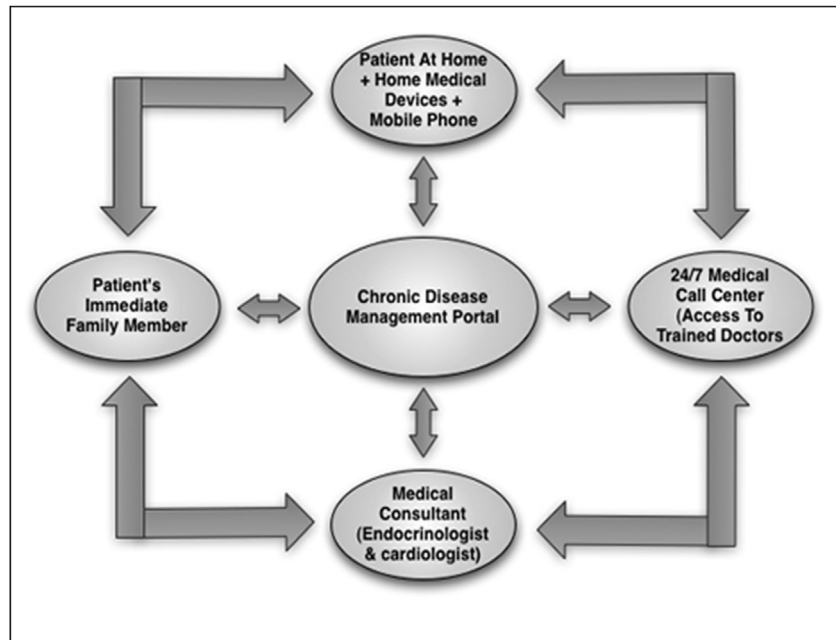 Patient At Home
+ Home Medical
Devices +
Mobile Phone
Patient's
Immediate
Family Member
Chronic Disease
Management Portal
24/7 Medical
Call Center
(Access To
Trained Doctors
Medical
Consultant
(Endocrinologist
& cardiologist)